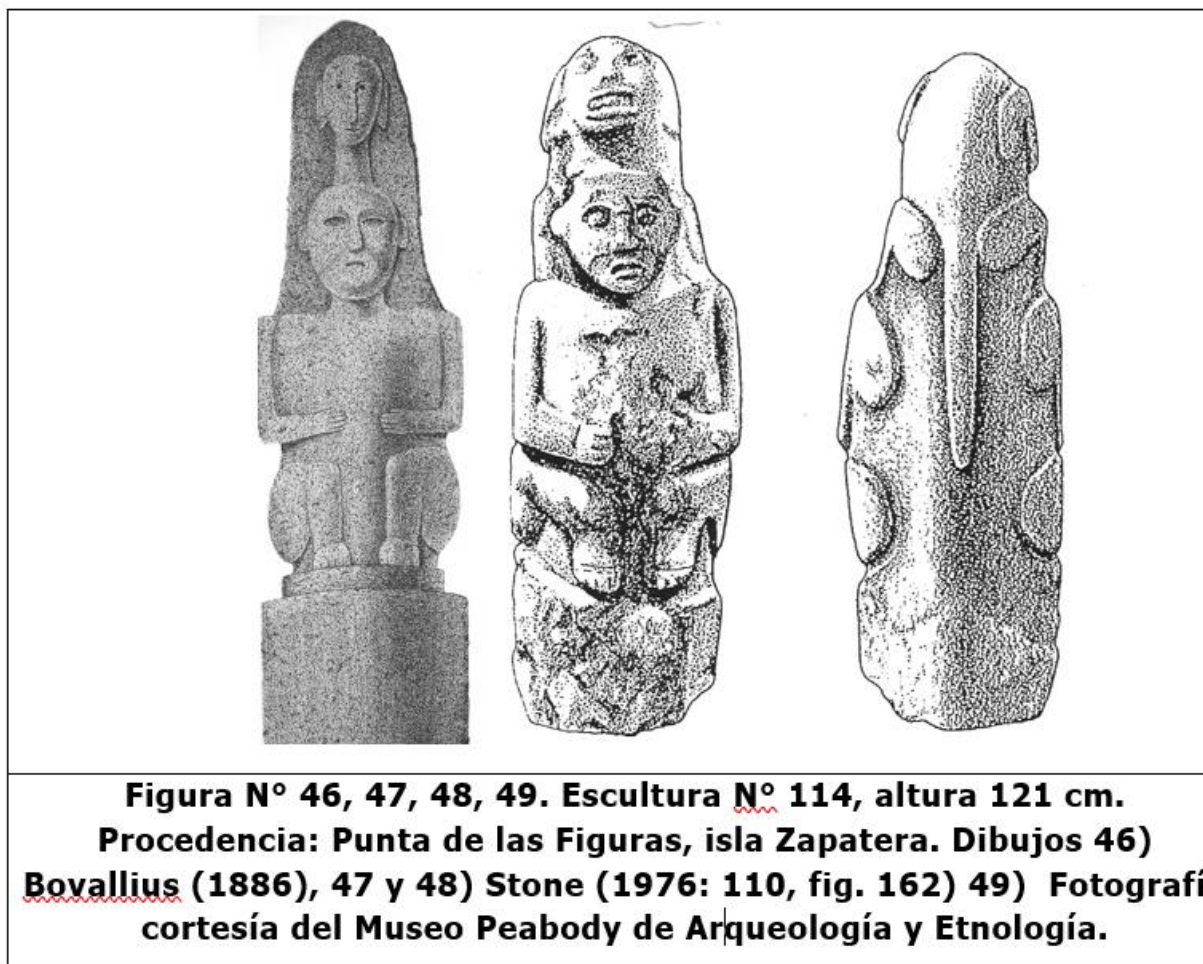 Figura N° 46, 47, 48, 49. Escultura N° 114, altura 121 cm.
Procedencia: Punta de las Figuras, isla Zapatera. Dibujos 46)
Bovallius (1886), 47 y 48) Stone (1976: 110, fig. 162) 49) Fotografí
cortesía del Museo Peabody de Arqueología y Etnología.